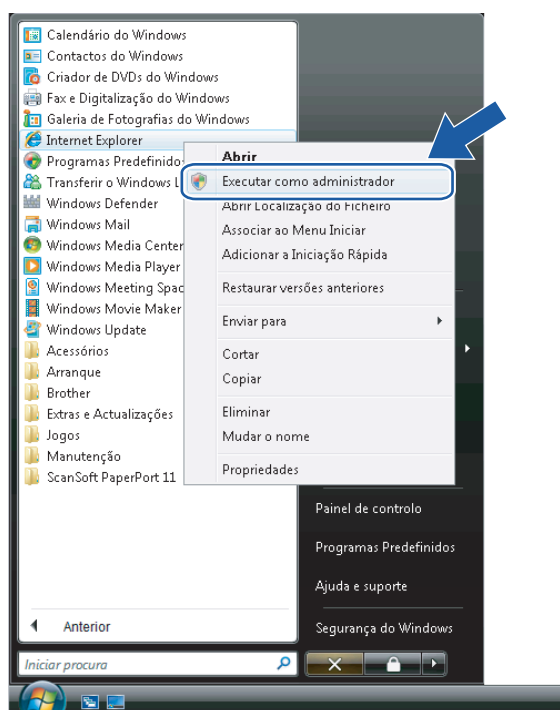 Calendário do Windows
Contactos do Windows
Criador de DVDs do Windows
Fax e Digitalização do Windows
Galeria de Fotografias do Windows
Internet Explorer
Programas Predefinido
Transferir o Windows L
Windows Defender
Windows Mail
Windows Media Center
Windows Media Player
Windows Meeting Spac
Windows Movie Maker
Windows Update
Acessórios
Arranque
Brother
Extras e Actualizações
Jogos
Manutenção
ScanSoft PaperPort 11
Anterior
Iniciar procura
Abrir
Executar como administrador
Abrir Localização do Ficheiro
Associar ao Menu Iniciar
Adicionar a Iniciação Rápida
Restaurar versões anteriores
Enviar para
Cortar
Copiar
Eliminar
Mudar o nome
Propriedades
Painel de controlo
Programas Predefinidos
Ajuda e suporte
Segurança do Windows